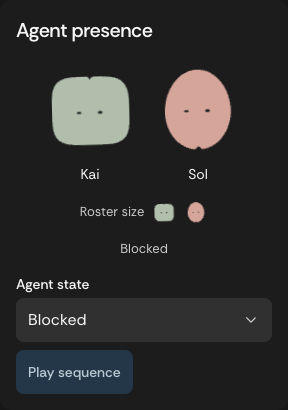 Agent presence
Kai Sol
Roster size
Blocked
Agent state
Blocked
Play sequence